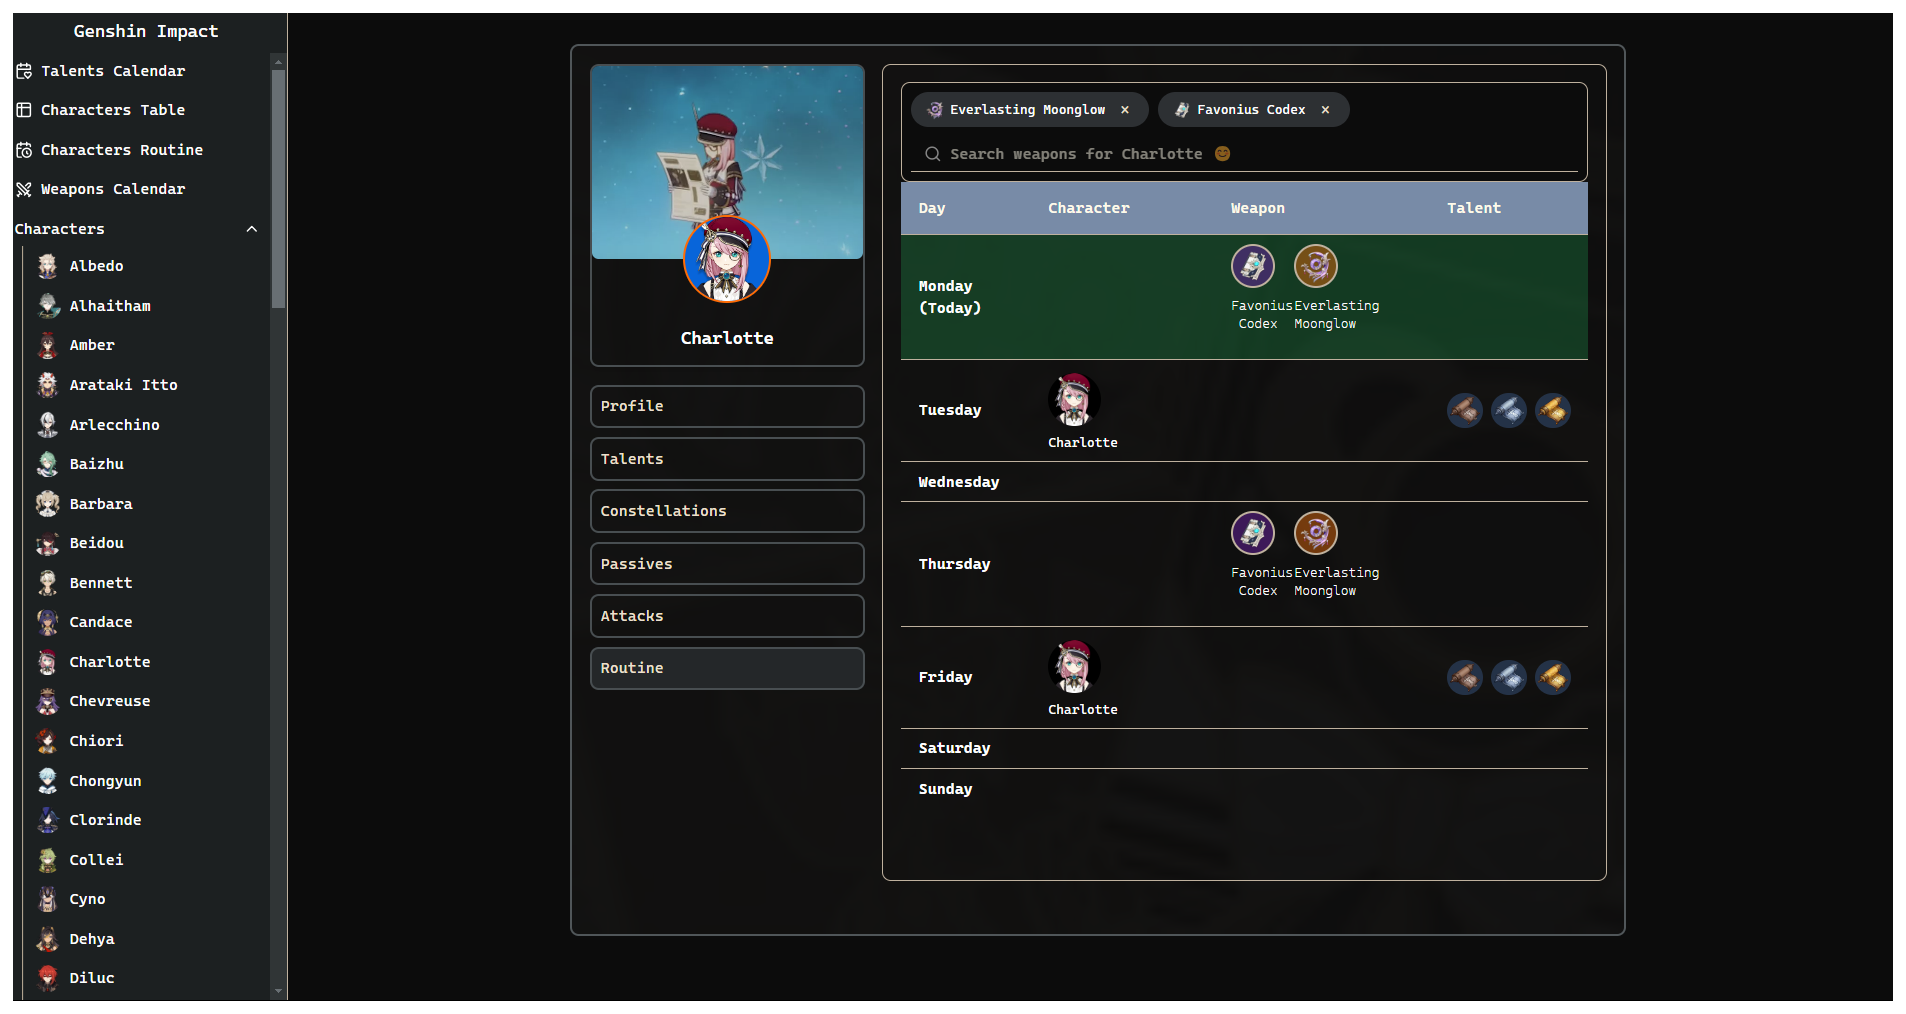 Genshin Impact
Talents Calendar
Characters Table
Characters Routine
Weapons Calendar
Characters
Albedo
Alhaitham
Amber
Arataki Itto
Arlecchino
Baizhu
Barbara
Beidou
Bennett
Candace
Charlotte
Chevreuse
Chiori
Chongyun
Clorinde
Collei
Cyno
Dehya
Diluc
Charlotte
Profile
Talents
Constellations
Passives
Attacks
Routine
Everlasting Moonglow × Favonius Codex ×
Search weapons for Charlotte 😊
Day Character Weapon Talent
Monday
(Today)
Favonius Everlasting
Codex Moonglow
Tuesday
Charlotte
Wednesday
Thursday
Favonius Everlasting
Codex Moonglow
Friday
Charlotte
Saturday
Sunday